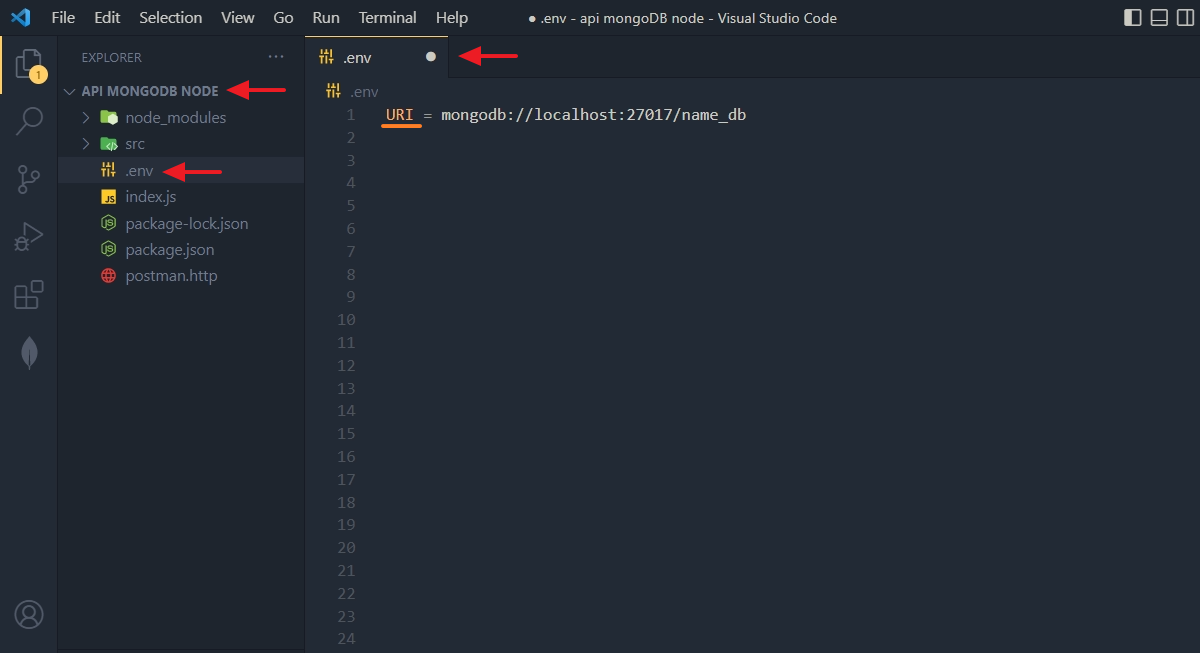 File Edit Selection View Go Run Terminal Help ● .env - api mongoDB node - Visual Studio Code
EXPLORER ···
1
API MONGODB NODE
node_modules
src
.env
JS index.js
JS package-lock.json
JS package.json
postman.http
.env ●
.env
1 URI = mongodb://localhost:27017/name_db
2
3
4
5
6
7
8
9
10
11
12
13
14
15
16
17
18
19
20
21
22
23
24